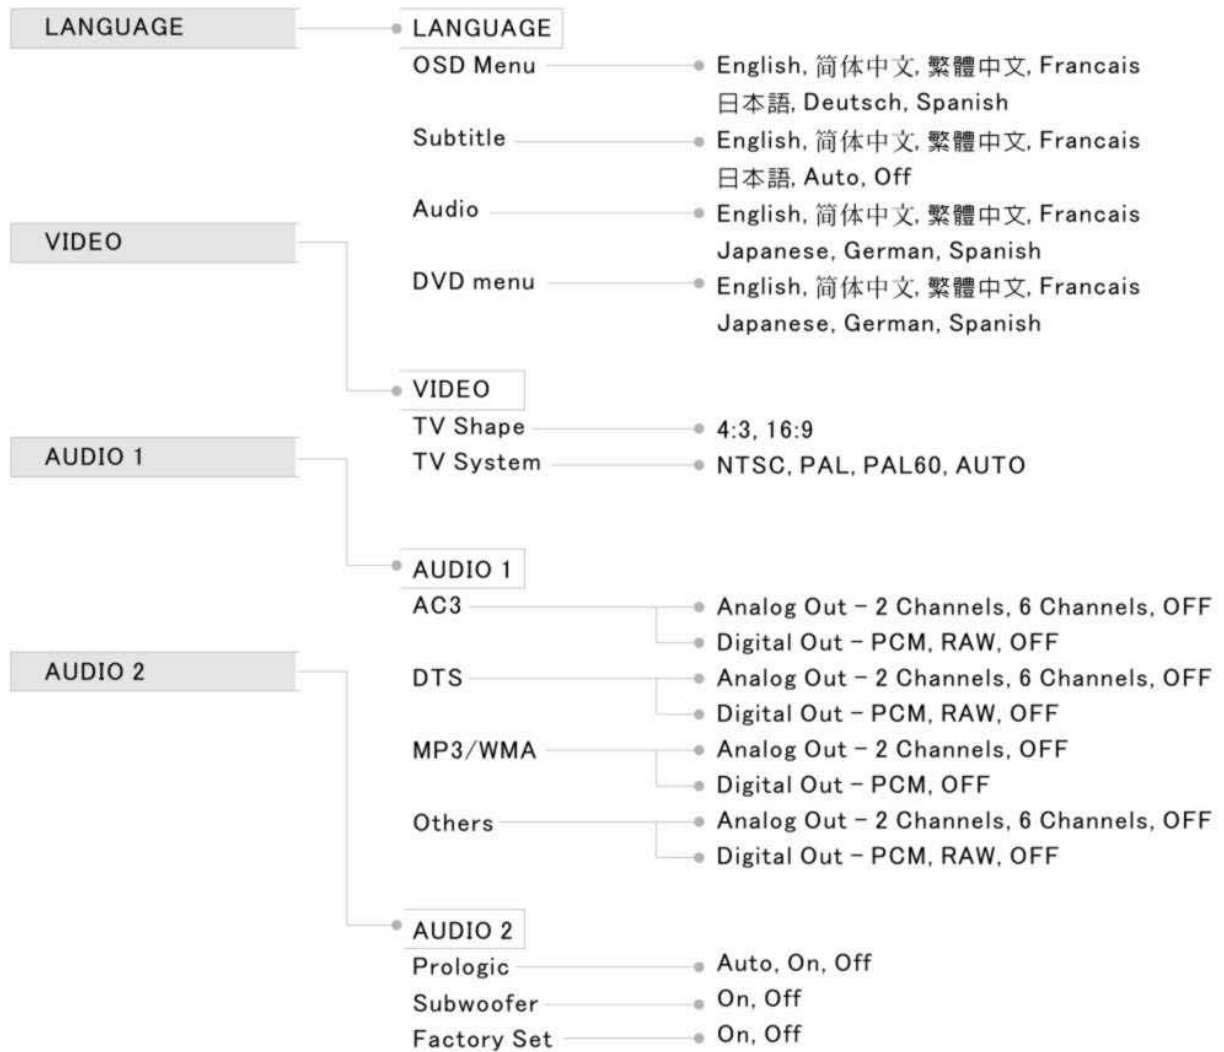 LANGUAGE
LANGUAGE
OSD Menu
English, 简体中文, 繁體中文, Francais
日本語, Deutsch, Spanish
Subtitle
English, 简体中文, 繁體中文, Francais
日本語, Auto, Off
Audio
English, 简体中文, 繁體中文, Francais
Japanese, German, Spanish
DVD menu
English, 简体中文, 繁體中文, Francais
Japanese, German, Spanish
VIDEO
VIDEO
TV Shape
4:3, 16:9
TV System
NTSC, PAL, PAL60, AUTO
AUDIO 1
AUDIO 1
AC3
Analog Out - 2 Channels, 6 Channels, OFF
Digital Out - PCM, RAW, OFF
DTS
Analog Out - 2 Channels, 6 Channels, OFF
Digital Out - PCM, RAW, OFF
MP3/WMA
Analog Out - 2 Channels, OFF
Digital Out - PCM, OFF
Others
Analog Out - 2 Channels, 6 Channels, OFF
Digital Out - PCM, RAW, OFF
AUDIO 2
AUDIO 2
Prologic
Auto, On, Off
Subwoofer
On, Off
Factory Set
On, Off